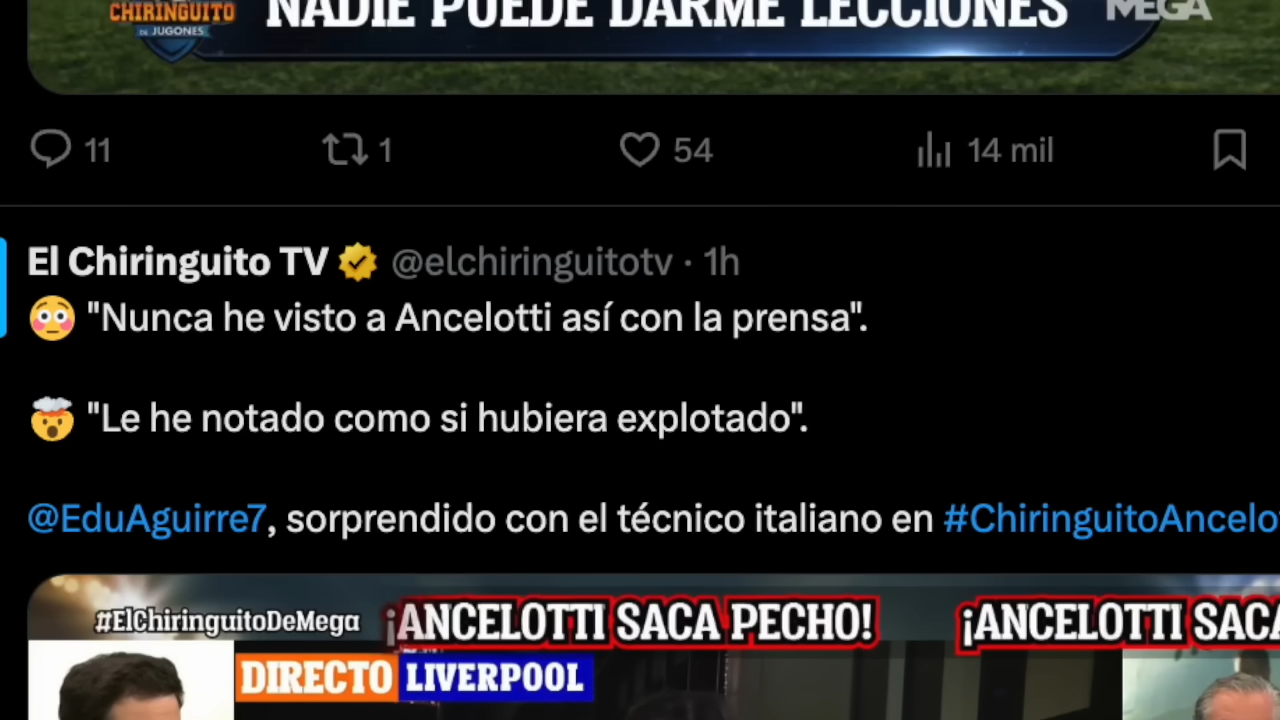 CHIRINGUITO
DE JUGONES
NADIE PUEDE DARME LECCIONES
MEGA
11 1 54 14 mil
El Chiringuito TV @elchiringuitotv · 1h
"Nunca he visto a Ancelotti así con la prensa".
"Le he notado como si hubiera explotado".
@EduAguirre7, sorprendido con el técnico italiano en #ChiringuitoAncelo
#ElChiringuitoDeMega ¡ANCELOTTI SACA PECHO! ¡ANCELOTTI SACA
DIRECTO LIVERPOOL